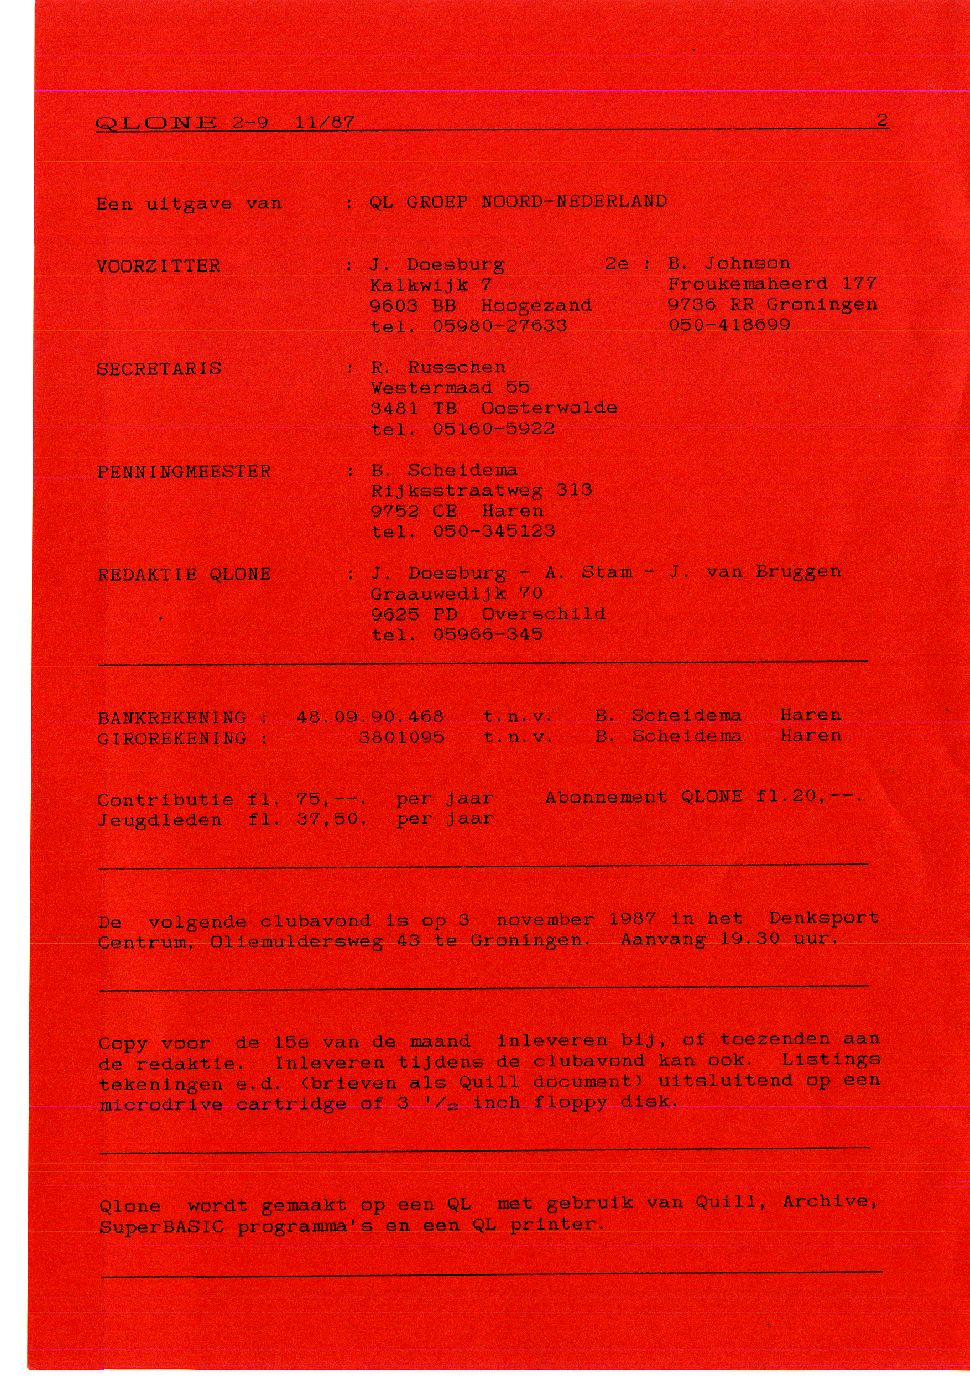 QLONE 2-9 11/87 2
Een uitgave van : QL GROEP NOORD-NEDERLAND
VOORZITTER : J. Doesburg 2e : B. Johnson
Kalkwijk 7 Froukemaheerd 177
9603 BB Hoogezand 9736 RR Groningen
tel. 05980-27633 050-418699
SECRETARIS : R. Russchen
Westermaad 55
3481 TB Oosterwolde
tel. 05160-5922
PENNINGMEESTER : B. Scheidema
Rijksstraatweg 313
9752 CE Haren
tel. 050-345123
REDAKTIE QLONE : J. Doesburg - A. Stam - J. van Bruggen
Graauwedijk 70
9625 PD Overschild
tel. 05966-345
BANKREKENING : 48.09.90.468 t.n.v. B. Scheidema Haren
GIROREKENING : 3801095 t.n.v. B. Scheidema Haren
Contributie fl. 75,--. per jaar Abonnement QLONE fl.20,--.
Jeugdleden fl. 37,50. per jaar
De volgende clubavond is op 3 november 1987 in het Denksport
Centrum, Oliemuldersweg 43 te Groningen. Aanvang 19.30 uur.
Copy voor de 15e van de maand inleveren bij, of toezenden aan
de redaktie. Inleveren tijdens de clubavond kan ook. Listings
tekeningen e.d. (brieven als Quill document) uitsluitend op een
microdrive cartridge of 3 1/2 inch floppy disk.
Qlone wordt gemaakt op een QL met gebruik van Quill, Archive,
SuperBASIC programma's en een QL printer.